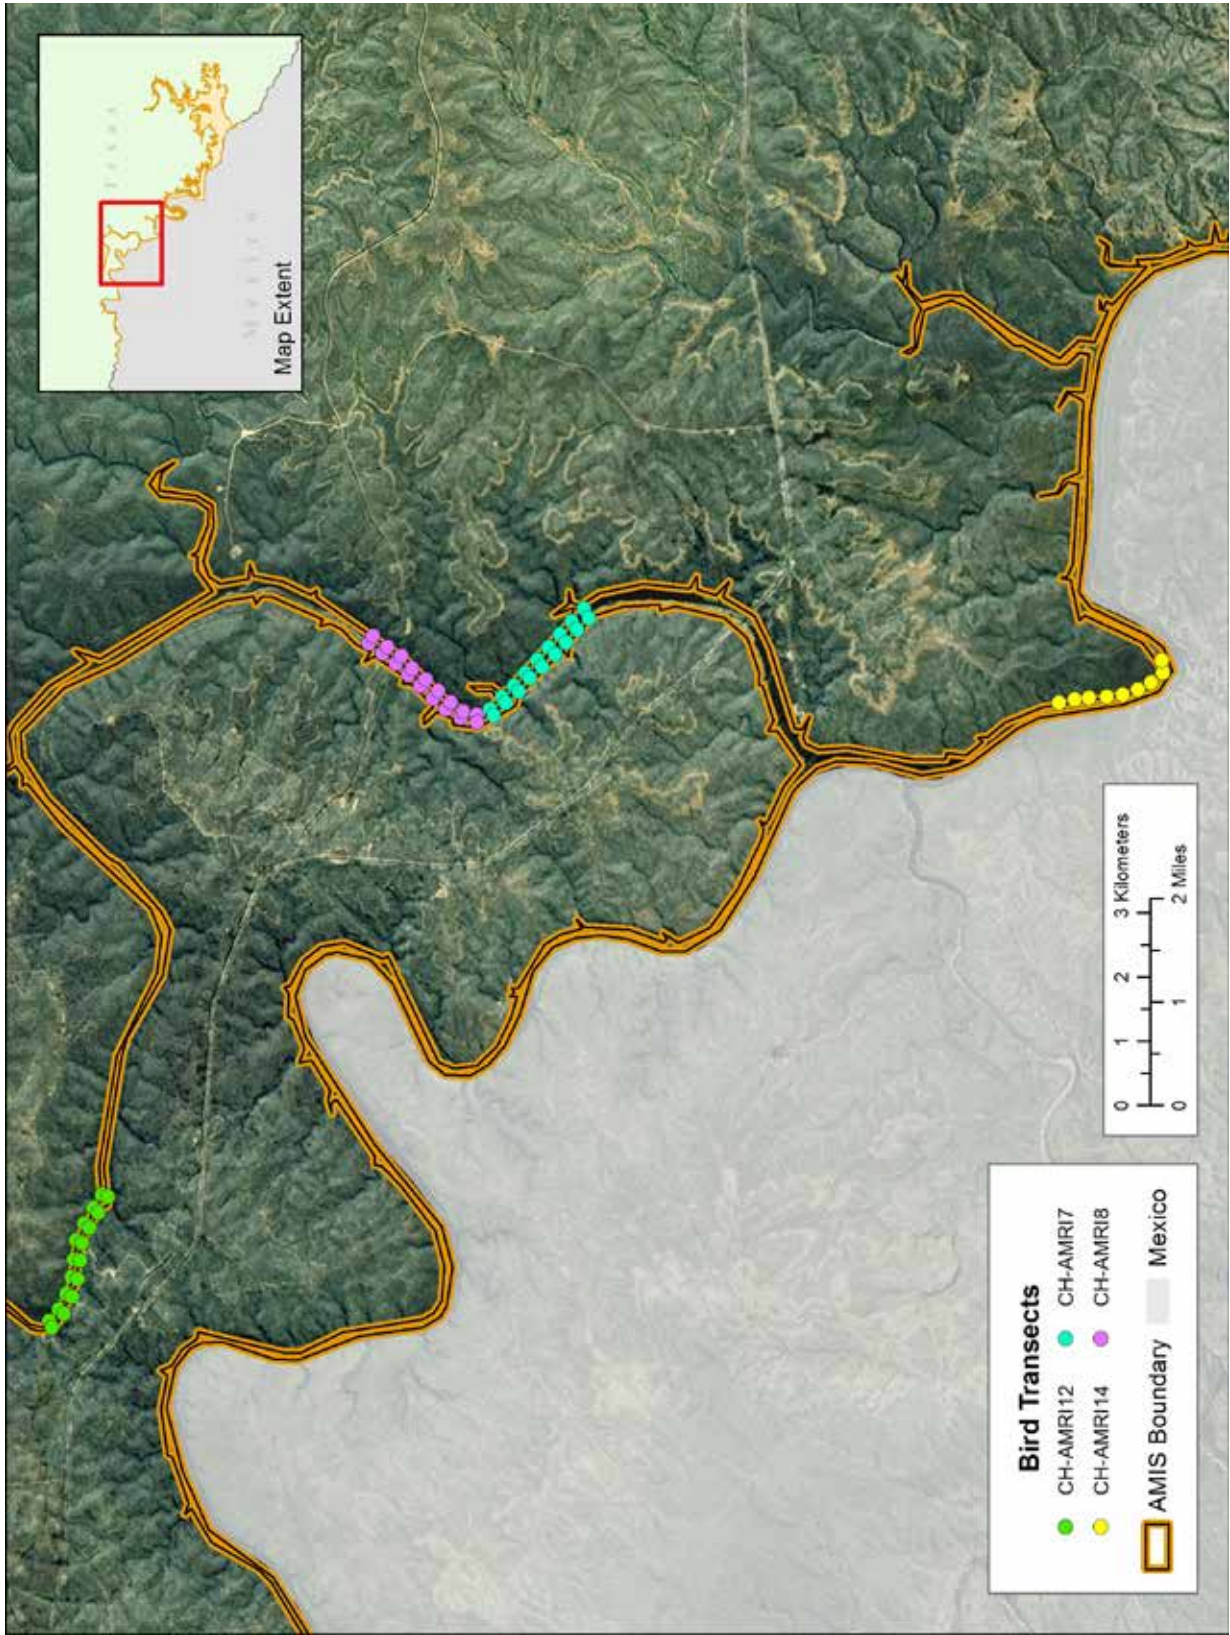 TEXAS
MEXICO
Map Extent
Bird Transects
CH-AMRI12
CH-AMRI7
CH-AMRI14
CH-AMRI8
AMIS Boundary
Mexico
0 1 2 3 Kilometers
0 1 2 Miles